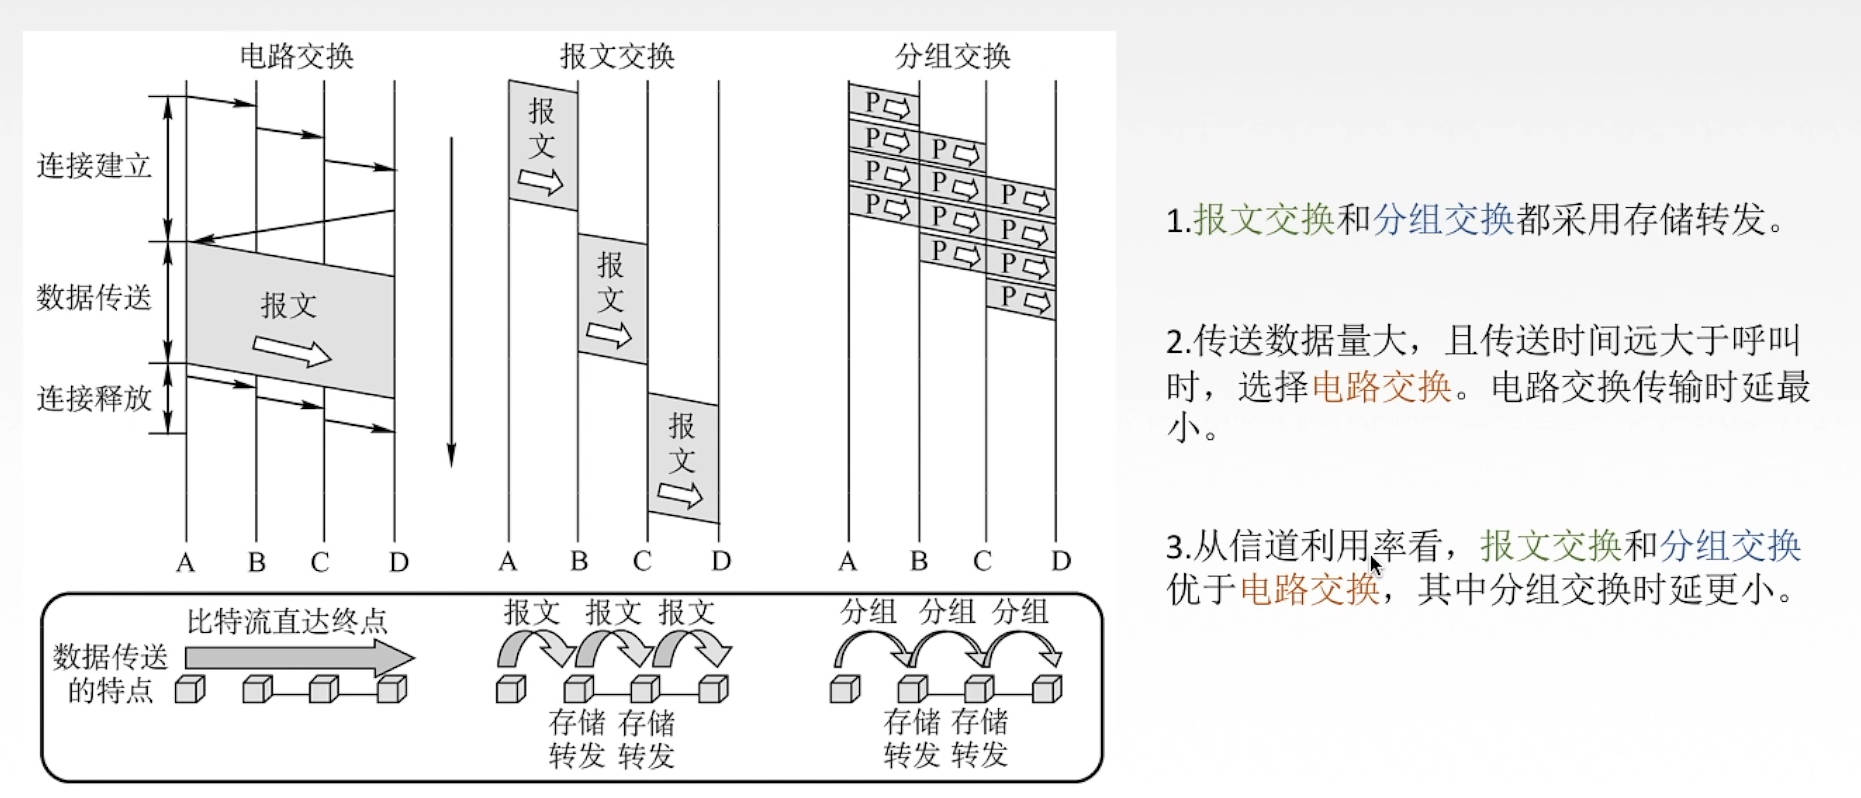 电路交换
报文交换
分组交换
连接建立
数据传送
连接释放
报文
A B C D
报
文
报
文
报
文
A B C D
P
P
P P
P P P
P P P
P P
P
A B C D
数据传送
的特点
比特流直达终点
报文 报文 报文
存储 存储
转发 转发
分组 分组 分组
存储 存储
转发 转发
1.报文交换和分组交换都采用存储转发。
2.传送数据量大，且传送时间远大于呼叫
时，选择电路交换。电路交换传输时延最
小。
3.从信道利用率看，报文交换和分组交换
优于电路交换，其中分组交换时延更小。